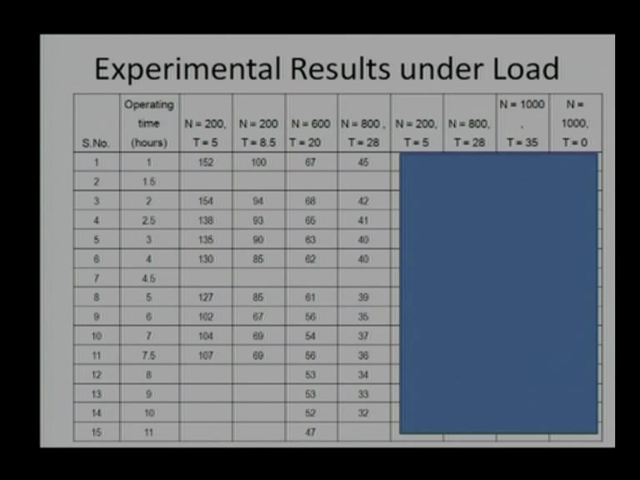 Experimental Results under Load
S.No. Operating time (hours) N = 200, T = 5 N = 200 T = 8.5 N = 600 T = 20 N = 800 , T = 28 N = 200, T = 5 N = 800, T = 28 N = 1000 , T = 35 N = 1000, T = 0
1 1 152 100 67 45
2 1.5
3 2 154 94 68 42
4 2.5 138 93 65 41
5 3 135 90 63 40
6 4 130 85 62 40
7 4.5
8 5 127 85 61 39
9 6 102 67 56 35
10 7 104 69 54 37
11 7.5 107 69 56 36
12 8 53 34
13 9 53 33
14 10 52 32
15 11 47